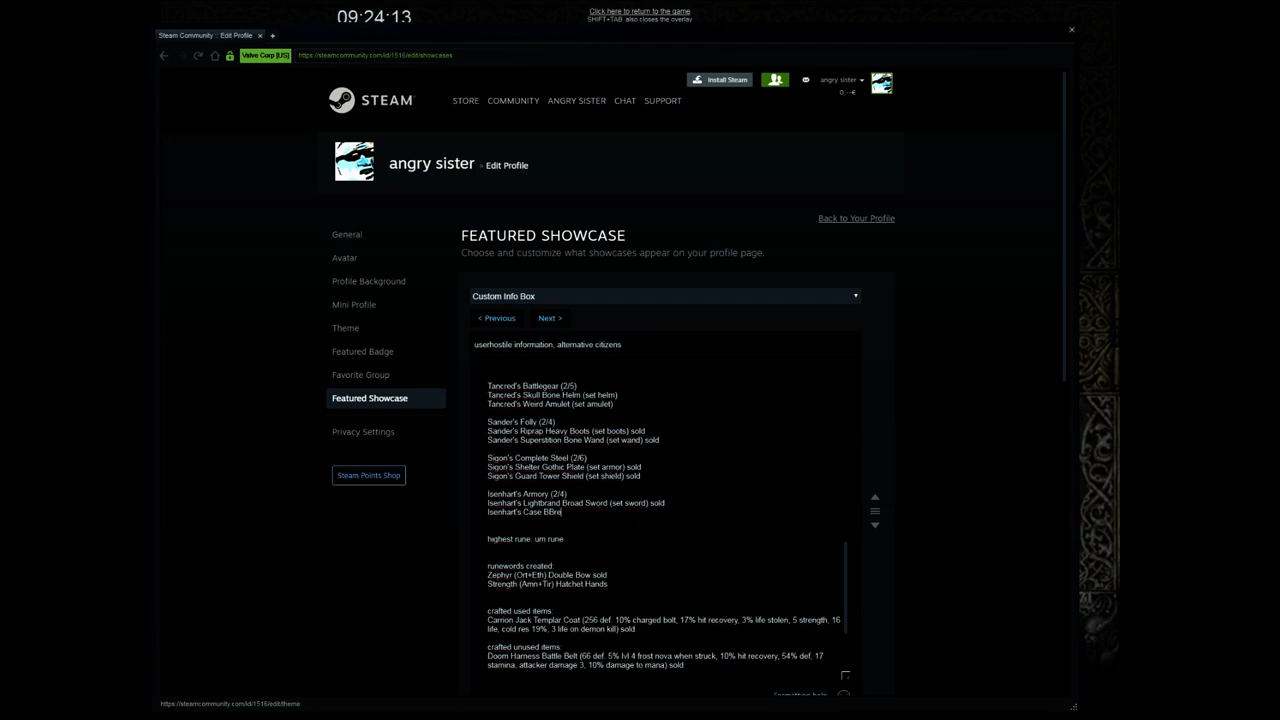 09:24:13
Click here to return to the game
SHIFT+TAB also closes the overlay
Steam Community :: Edit Profile
Valve Corp [US]
https://steamcommunity.com/id/1516/edit/showcases
Install Steam
angry sister
0,--€
STEAM
STORE COMMUNITY ANGRY SISTER CHAT SUPPORT
angry sister » Edit Profile
Back to Your Profile
General
Avatar
Profile Background
Mini Profile
Theme
Featured Badge
Favorite Group
Featured Showcase
Privacy Settings
Steam Points Shop
FEATURED SHOWCASE
Choose and customize what showcases appear on your profile page.
Custom Info Box
< Previous Next >
userhostile information, alternative citizens
Tancred's Battlegear (2/5)
Tancred's Skull Bone Helm (set helm)
Tancred's Weird Amulet (set amulet)
Sander's Folly (2/4)
Sander's Riprap Heavy Boots (set boots) sold
Sander's Superstition Bone Wand (set wand) sold
Sigon's Complete Steel (2/6)
Sigon's Shelter Gothic Plate (set armor) sold
Sigon's Guard Tower Shield (set shield) sold
Isenhart's Armory (2/4)
Isenhart's Lightbrand Broad Sword (set sword) sold
Isenhart's Case BBre
highest rune: um rune
runewords created:
Zephyr (Ort+Eth) Double Bow sold
Strength (Amn+Tir) Hatchet Hands
crafted used items:
Carrion Jack Templar Coat (256 def. 10% charged bolt, 17% hit recovery, 3% life stolen, 5 strength, 16
life, cold res 19%, 3 life on demon kill) sold
crafted unused items:
Doom Harness Battle Belt (66 def. 5% lvl 4 frost nova when struck, 10% hit recovery, 54% def, 17
stamina, attacker damage 3, 10% damage to mana) sold
Formatting help
https://steamcommunity.com/id/1516/edit/theme